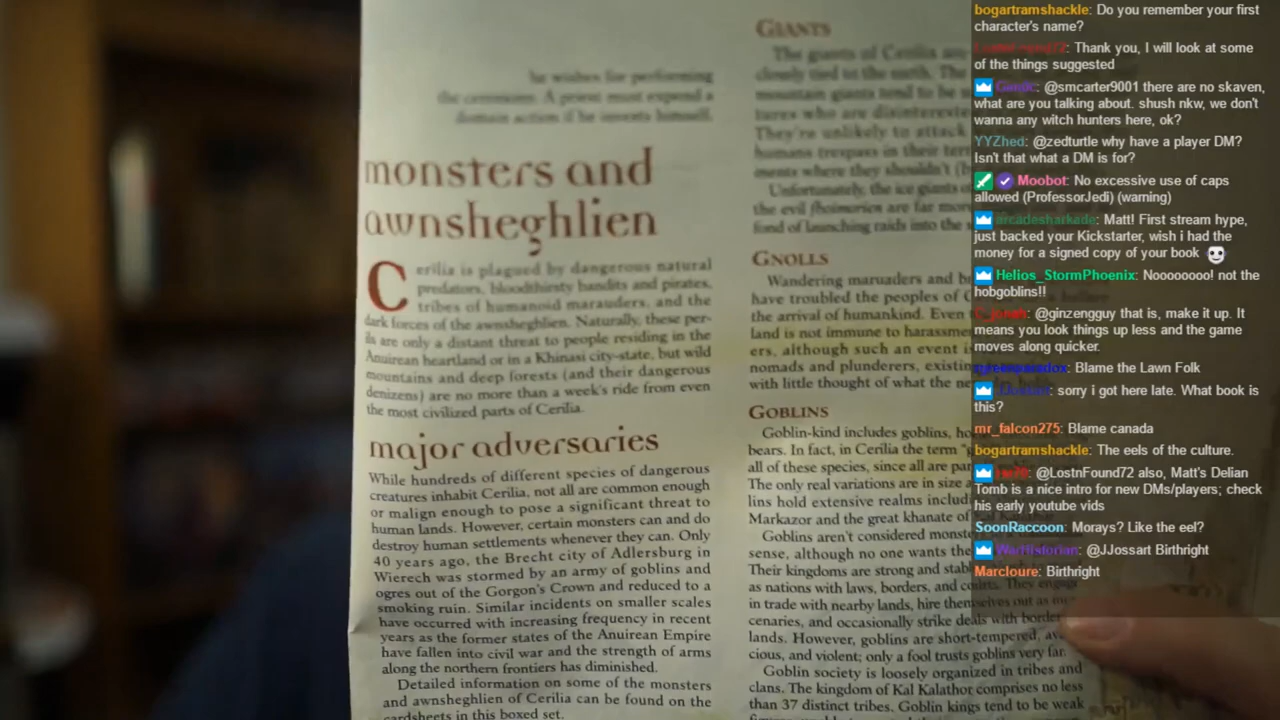 he wishes for performing
the ceremony. A priest must expend a
domain action if he invests himself.
monsters and
awnsheghlien
Cerilia is plagued by dangerous natural
predators, bloodthirsty bandits and pirates,
tribes of humanoid marauders, and the
dark forces of the awnsheghlien. Naturally, these per-
ils are only a distant threat to people residing in the
Anuirean heartland or in a Khinasi city-state, but wild
mountains and deep forests (and their dangerous
denizens) are no more than a week's ride from even
the most civilized parts of Cerilia.
major adversaries
While hundreds of different species of dangerous
creatures inhabit Cerilia, not all are common enough
or malign enough to pose a significant threat to
human lands. However, certain monsters can and do
destroy human settlements whenever they can. Only
40 years ago, the Brecht city of Adlersburg in
Wierech was stormed by an army of goblins and
ogres out of the Gorgon's Crown and reduced to a
smoking ruin. Similar incidents on smaller scales
have occurred with increasing frequency in recent
years as the former states of the Anuirean Empire
have fallen into civil war and the strength of arms
along the northern frontiers has diminished.
Detailed information on some of the monsters
and awnsheghlien of Cerilia can be found on the
cardsheets in this boxed set.
GIANTS
The giants of Cerilia are
closely tied to the earth. The
mountain giants tend to be
tures who are disinterested
They're unlikely to attack
humans trespass in their
ments where they shouldn't
Unfortunately, the ice giants
the evil fhoimorien are far more
fond of launching raids into the
GNOLLS
Wandering marauders and
have troubled the peoples of
the arrival of humankind. Even
land is not immune to
ers, although such an event
nomads and plunderers,
with little thought of what the
GOBLINS
Goblin-kind includes goblins,
bears. In fact, in Cerilia the term
all of these species, since all are
The only real variations are in size
lins hold extensive realms
Markazor and the great khanate of
Goblins aren't considered
sense, although no one wants the
Their kingdoms are strong and
as nations with laws, borders, and They engage
in trade with nearby lands, hire themselves out as
cenaries, and occasionally strike deals with border
lands. However, goblins are short-tempered,
cious, and violent; only a fool trusts goblins very far.
Goblin society is loosely organized in tribes and
clans. The kingdom of Kal Kalathor comprises no less
than 37 distinct tribes. Goblin kings tend to be weak
bogartramshackle: Do you remember your first
character's name?
Thank you, I will look at some
of the things suggested
@smcarter9001 there are no skaven,
what are you talking about. shush nkw, we don't
wanna any witch hunters here, ok?
YYZhed: @zedturtle why have a player DM?
Isn't that what a DM is for?
Moobot: No excessive use of caps
allowed (ProfessorJedi) (warning)
arcadesharkade: Matt! First stream hype,
just backed your Kickstarter, wish i had the
money for a signed copy of your book
Helios_StormPhoenix: Noooooooo! not the
hobgoblins!!
@ginzengguy that is, make it up. It
means you look things up less and the game
moves along quicker.
Blame the Lawn Folk
JJossart: sorry i got here late. What book is
this?
mr_falcon275: Blame canada
bogartramshackle: The eels of the culture.
@LostnFound72 also, Matt's Delian
Tomb is a nice intro for new DMs/players; check
his early youtube vids
SoonRaccoon: Morays? Like the eel?
WarHistorian: @JJossart Birthright
Marcloure: Birthright